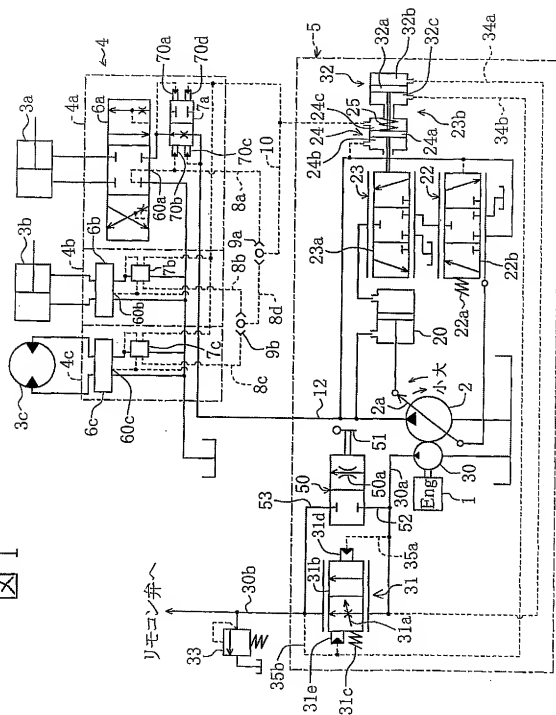 図1
3a
3b
3c
4
4a
6a
70a
70d
7a
4b
6b
7b
60a
70b
70c
8a
10
4c
6c
60b
60c
7c
8b
9a
8d
8c
9b
5
32
32a
32b
32c
34a
24c
24
24b
25
24a
34b
23b
23
23a
22
22a
22b
20
12
2a
小大
2
51
50
50a
53
52
30a
30
Eng
1
リモコン弁へ
30b
33
31d
31b
35a
31
31a
35b
31e
31c